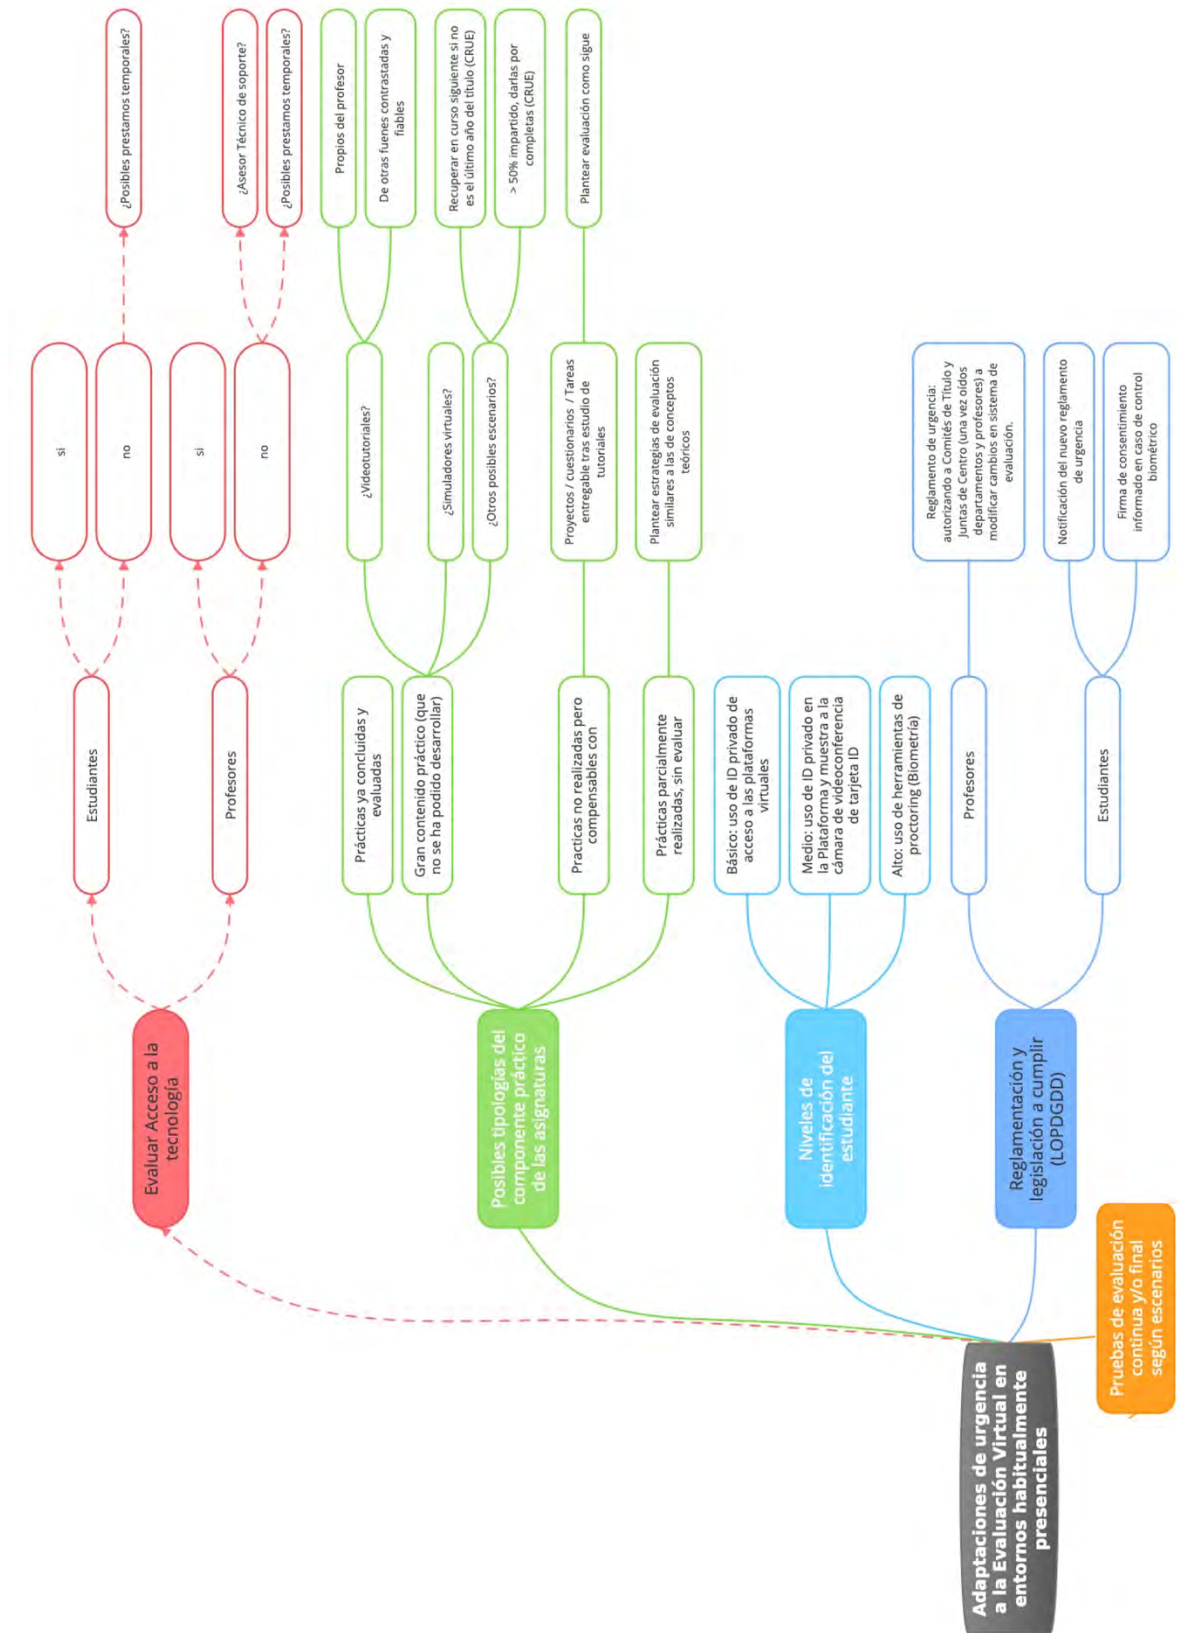 Adaptaciones de urgencia
a la Evaluación Virtual en
entornos habitualmente
presenciales
Evaluar Acceso a la
tecnología
Estudiantes
si
no
¿Posibles prestamos temporales?
Profesores
si
no
¿Asesor Técnico de soporte?
¿Posibles prestamos temporales?
Posibles tipologías del
componente práctico
de las asignaturas
Prácticas ya concluidas y
evaluadas
Gran contenido práctico (que
no se ha podido desarrollar)
¿Videotutoriales?
Propios del profesor
De otras fuenes contrastadas y
fiables
¿Simuladores virtuales?
¿Otros posibles escenarios?
Recuperar en curso siguiente si no
es el último año del título (CRUE)
> 50% impartido, darlas por
completas (CRUE)
Practicas no realizadas pero
compensables con
Proyectos / cuestionarios / Tareas
entregable tras estudio de
tutoriales
Plantear evaluación como sigue
Prácticas parcialmente
realizadas, sin evaluar
Plantear estrategias de evaluación
similares a las de conceptos
teóricos
Niveles de
identificación del
estudiante
Básico: uso de ID privado de
acceso a las plataformas
virtuales
Medio: uso de ID privado en
la Plataforma y muestra a la
cámara de videoconferencia
de tarjeta ID
Alto: uso de herramientas de
proctoring (Biometría)
Reglamentación y
legislación a cumplir
(LOPDGDD)
Profesores
Reglamento de urgencia:
autorizando a Comités de Título y
Juntas de Centro (una vez oídos
departamentos y profesores) a
modificar cambios en sistema de
evaluación.
Estudiantes
Notificación del nuevo reglamento
de urgencia
Firma de consentimiento
informado en caso de control
biométrico
Pruebas de evaluación
continua y/o final
según escenarios